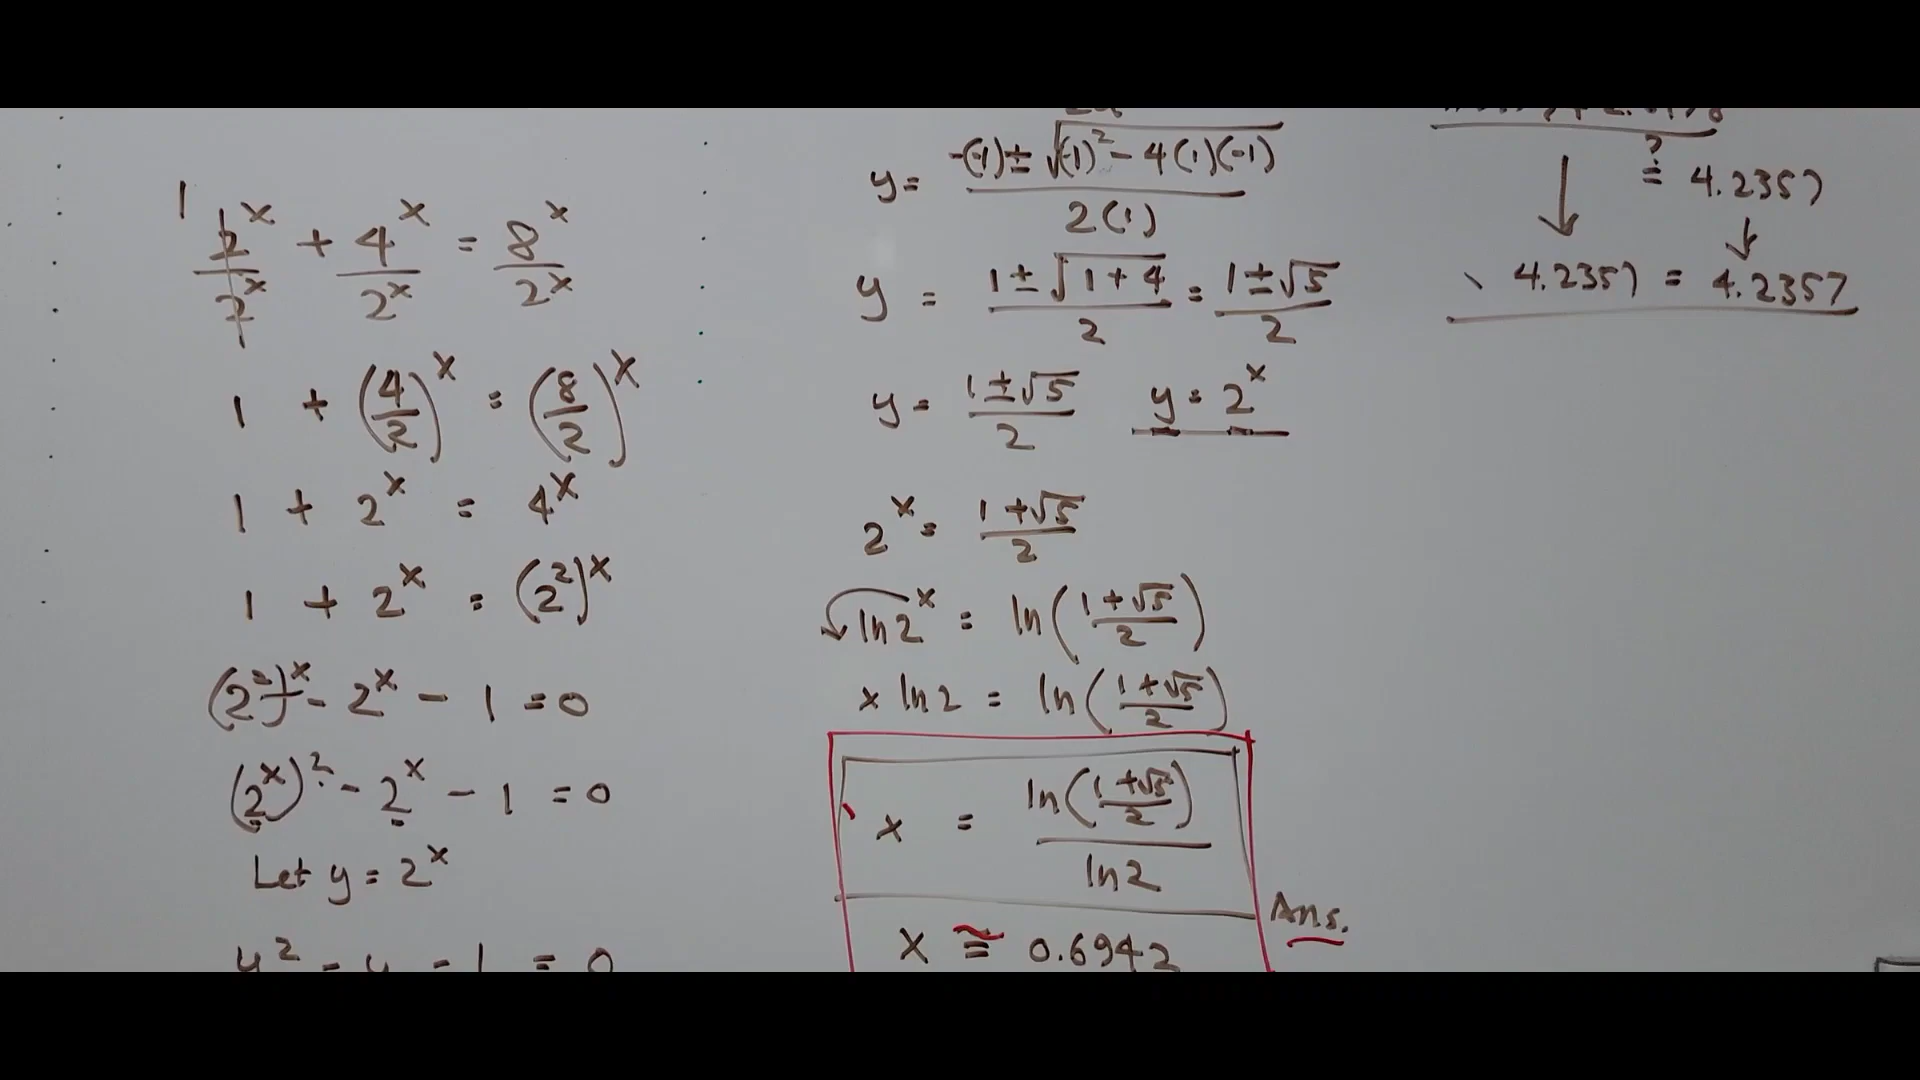 1
2^x/2^x + 4^x/2^x = 8^x/2^x
1 + (4/2)^x = (8/2)^x
1 + 2^x = 4^x
1 + 2^x = (2^2)^x
(2^2)^x - 2^x - 1 = 0
(2^x)^2 - 2^x - 1 = 0
Let y = 2^x
y^2 - y - 1 = 0
y = (-(-1) ± √((-1)^2 - 4(1)(-1)))/2(1)
y = (1 ± √(1 + 4))/2 = (1 ± √5)/2
y = (1 ± √5)/2 y = 2^x
2^x = (1 + √5)/2
ln 2^x = ln((1 + √5)/2)
x ln 2 = ln((1 + √5)/2)
x = ln((1 + √5)/2)/ln 2
x ≅ 0.6942
Ans.
≟ 4.2357
4.2357 = 4.2357